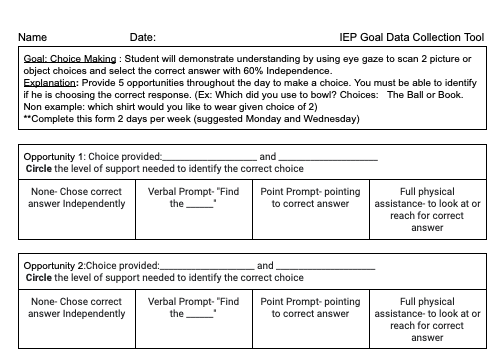 Name Date: IEP Goal Data Collection Tool
Goal: Choice Making : Student will demonstrate understanding by using eye gaze to scan 2 picture or
object choices and select the correct answer with 60% Independence.
Explanation: Provide 5 opportunities throughout the day to make a choice. You must be able to identify
if he is choosing the correct response. (Ex: Which did you use to bowl? Choices: The Ball or Book.
Non example: which shirt would you like to wear given choice of 2)
**Complete this form 2 days per week (suggested Monday and Wednesday)
Opportunity 1: Choice provided:____________________ and ____________________
Circle the level of support needed to identify the correct choice
None- Chose correct
answer Independently
Verbal Prompt- "Find
the _____"
Point Prompt- pointing
to correct answer
Full physical
assistance- to look at or
reach for correct
answer
Opportunity 2:Choice provided:____________________ and ____________________
Circle the level of support needed to identify the correct choice
None- Chose correct
answer Independently
Verbal Prompt- "Find
the _____"
Point Prompt- pointing
to correct answer
Full physical
assistance- to look at or
reach for correct
answer